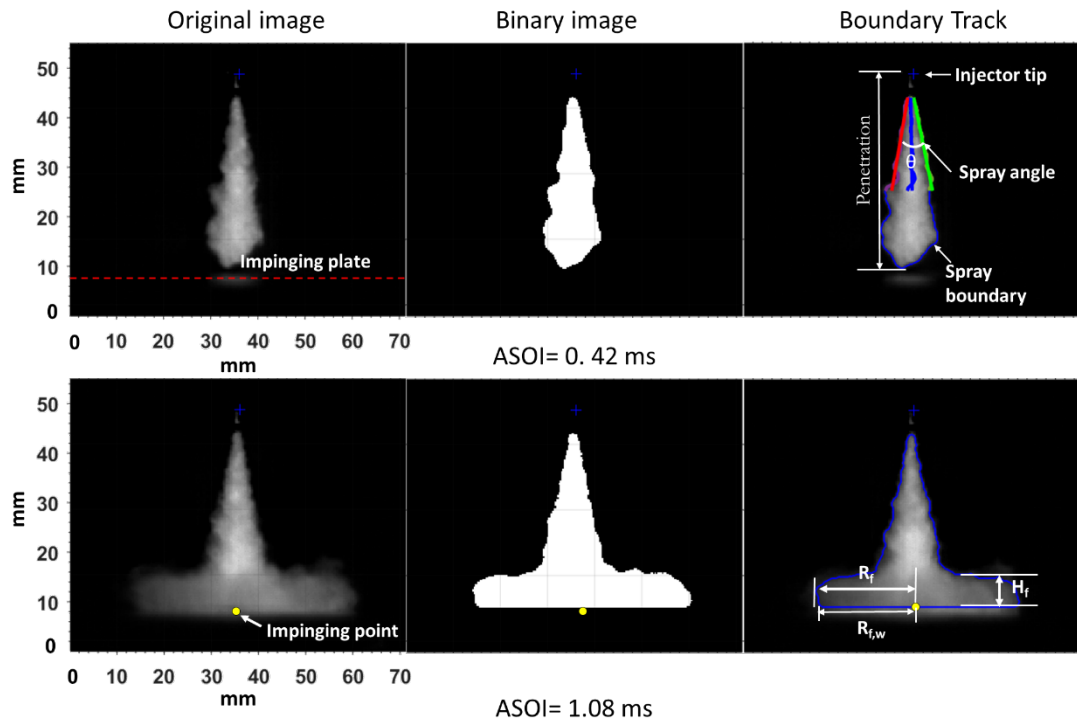 Original image
Binary image
Boundary Track
50
40
30
20
10
0
mm
Impinging plate
Injector tip
Penetration
θ
Spray angle
Spray
boundary
0 10 20 30 40 50 60 70
mm
ASOI= 0. 42 ms
50
40
30
20
10
0
mm
Impinging point
Rf
Hf
Rf,w
0 10 20 30 40 50 60 70
mm
ASOI= 1.08 ms